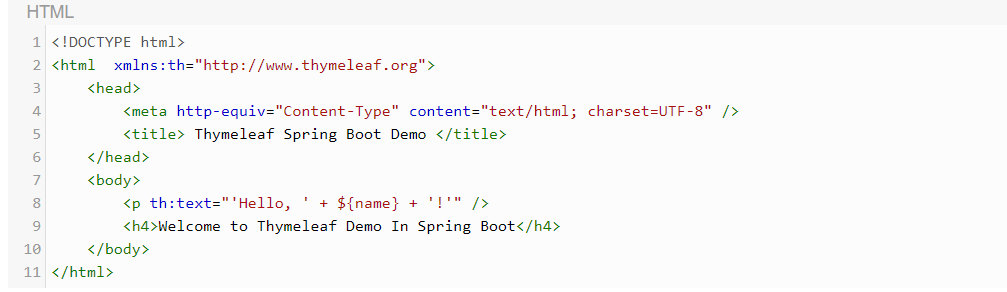 HTML
1 <!DOCTYPE html>
2 <html  xmlns:th="http://www.thymeleaf.org">
3     <head>
4         <meta http-equiv="Content-Type" content="text/html; charset=UTF-8" />
5         <title> Thymeleaf Spring Boot Demo </title>
6     </head>
7     <body>
8         <p th:text="'Hello, ' + ${name} + '!'" />
9         <h4>Welcome to Thymeleaf Demo In Spring Boot</h4>
10     </body>
11 </html>